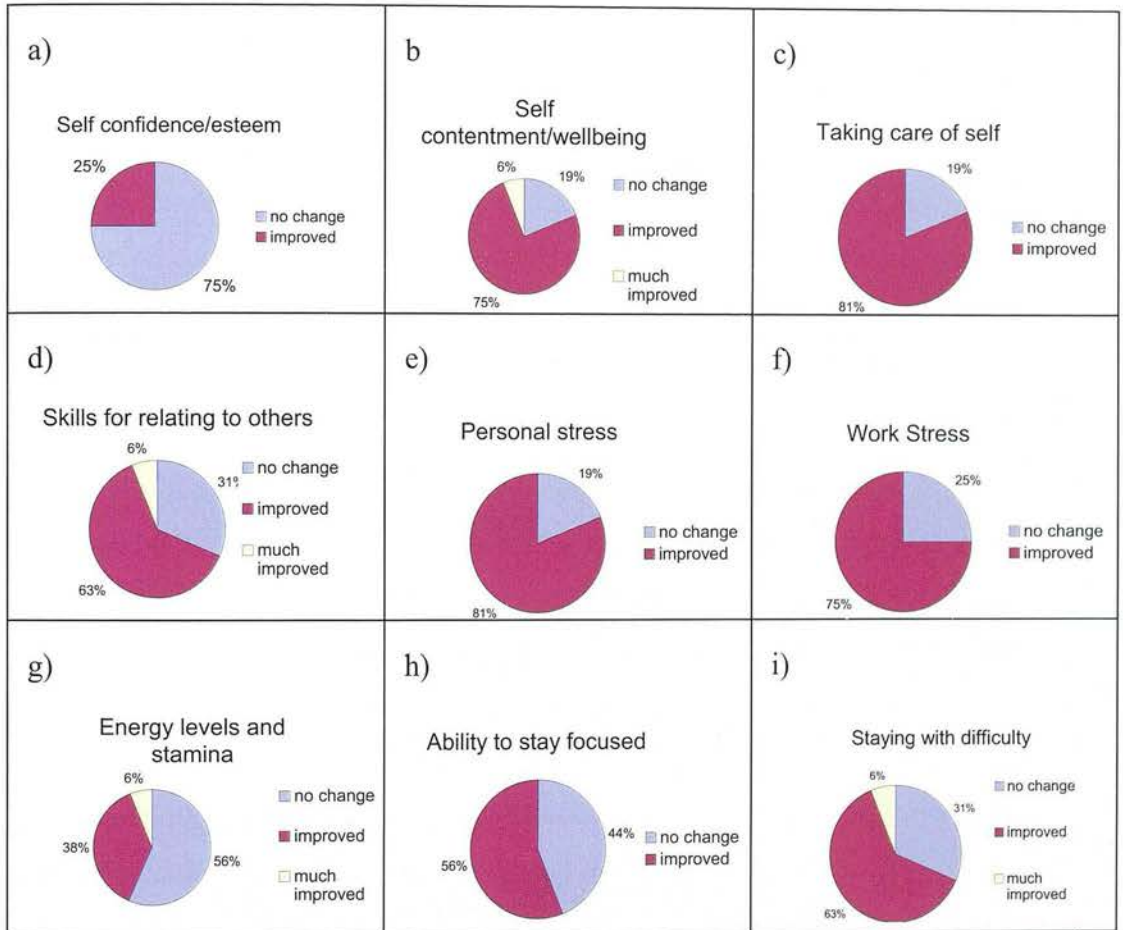 a)
Self confidence/esteem
25%
no change
improved
75%
b
Self
contentment/wellbeing
6%
19%
no change
improved
much
improved
75%
c)
Taking care of self
19%
no change
improved
81%
d)
Skills for relating to others
6%
no change
31%
improved
much
improved
63%
e)
Personal stress
19%
no change
improved
81%
f)
Work Stress
25%
no change
improved
75%
g)
Energy levels and
stamina
6%
no change
improved
38%
56%
much
improved
h)
Ability to stay focused
44%
no change
improved
56%
i)
Staying with difficulty
6%
no change
31%
improved
much
improved
63%